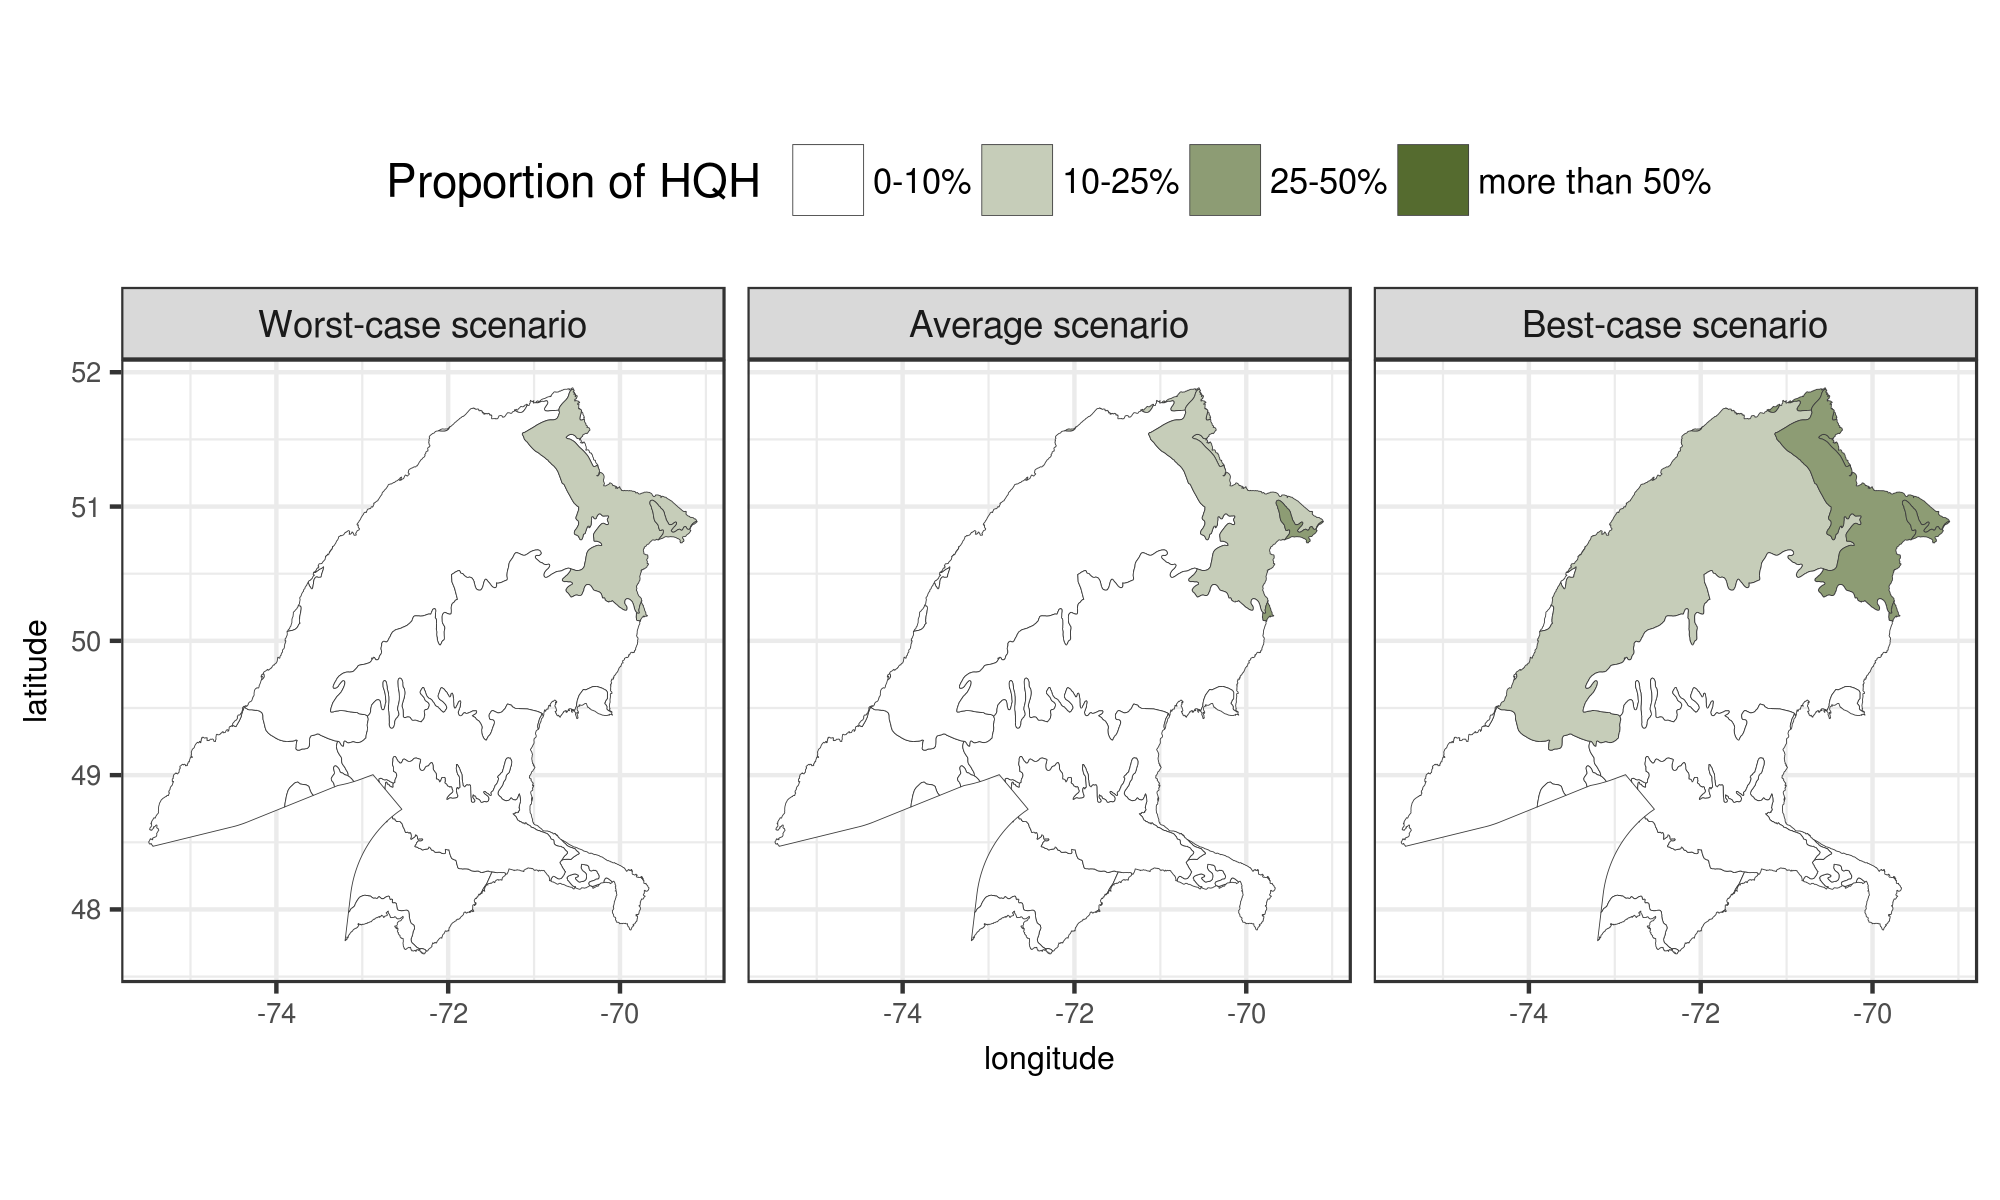 Proportion of HQH 0-10% 10-25% 25-50% more than 50%
Worst-case scenario Average scenario Best-case scenario
52
51
50
49
48
latitude
-74 -72 -70 -74 -72 -70 -74 -72 -70
longitude